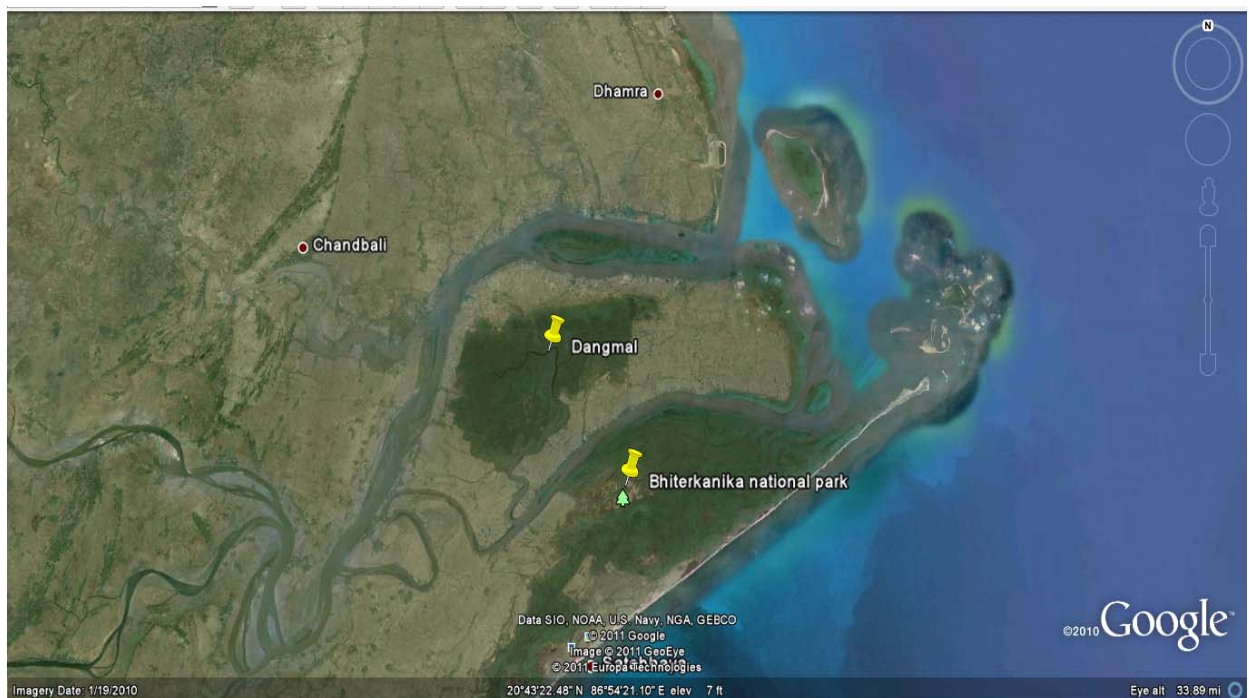 N
Dhamra
Chandbali
Dangmal
Bhiterkanika national park
Data SIO, NOAA, U.S. Navy, NGA, GEBCO
© 2011 Google
Image © 2011 GeoEye
© 2011 Europa Technologies
Satabhaya
©2010 Google™
Imagery Date: 1/19/2010
20°43'22.48" N 86°54'21.10" E elev 7 ft
Eye alt 33.89 mi